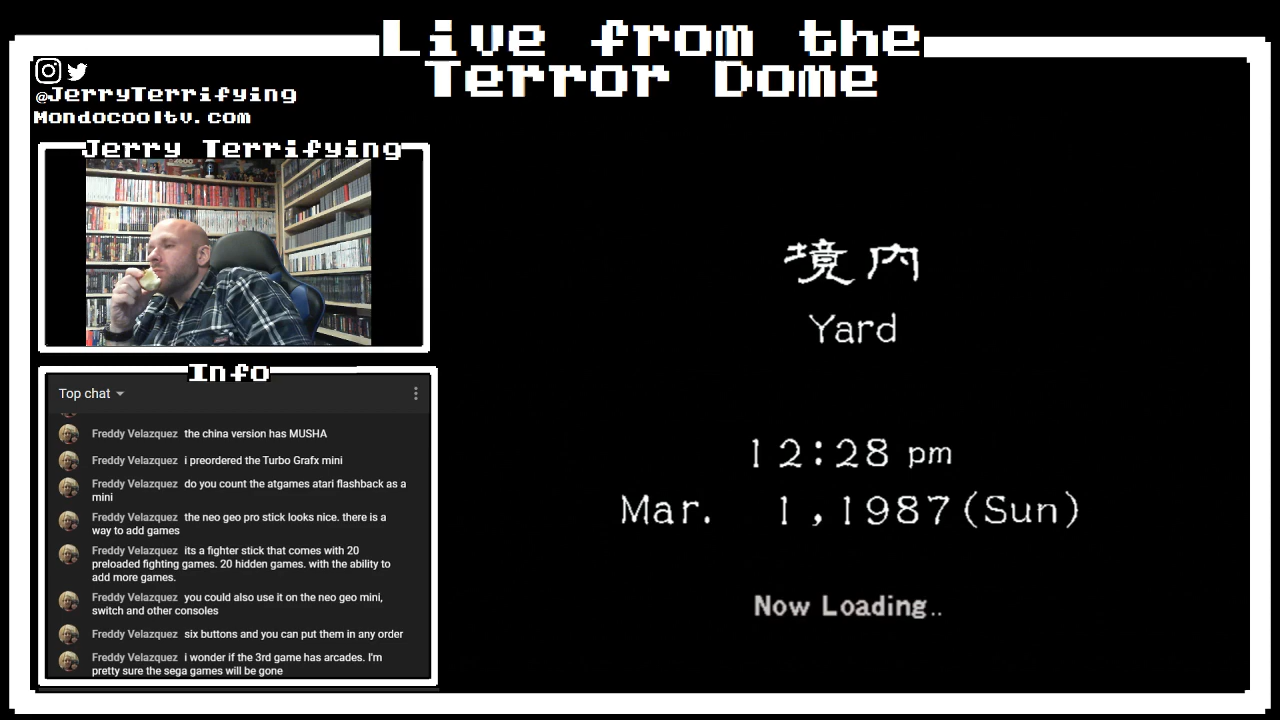 Live from the
Terror Dome
@JerryTerrifying
Mondocooltv.com
Jerry Terrifying
Info
Top chat
Freddy Velazquez the china version has MUSHA
Freddy Velazquez i preordered the Turbo Grafx mini
Freddy Velazquez do you count the atgames atari flashback as a
mini
Freddy Velazquez the neo geo pro stick looks nice. there is a
way to add games
Freddy Velazquez its a fighter stick that comes with 20
preloaded fighting games. 20 hidden games. with the ability to
add more games.
Freddy Velazquez you could also use it on the neo geo mini,
switch and other consoles
Freddy Velazquez six buttons and you can put them in any order
Freddy Velazquez i wonder if the 3rd game has arcades. I'm
pretty sure the sega games will be gone
境内
Yard
12:28 pm
Mar. 1,1987(Sun)
Now Loading..